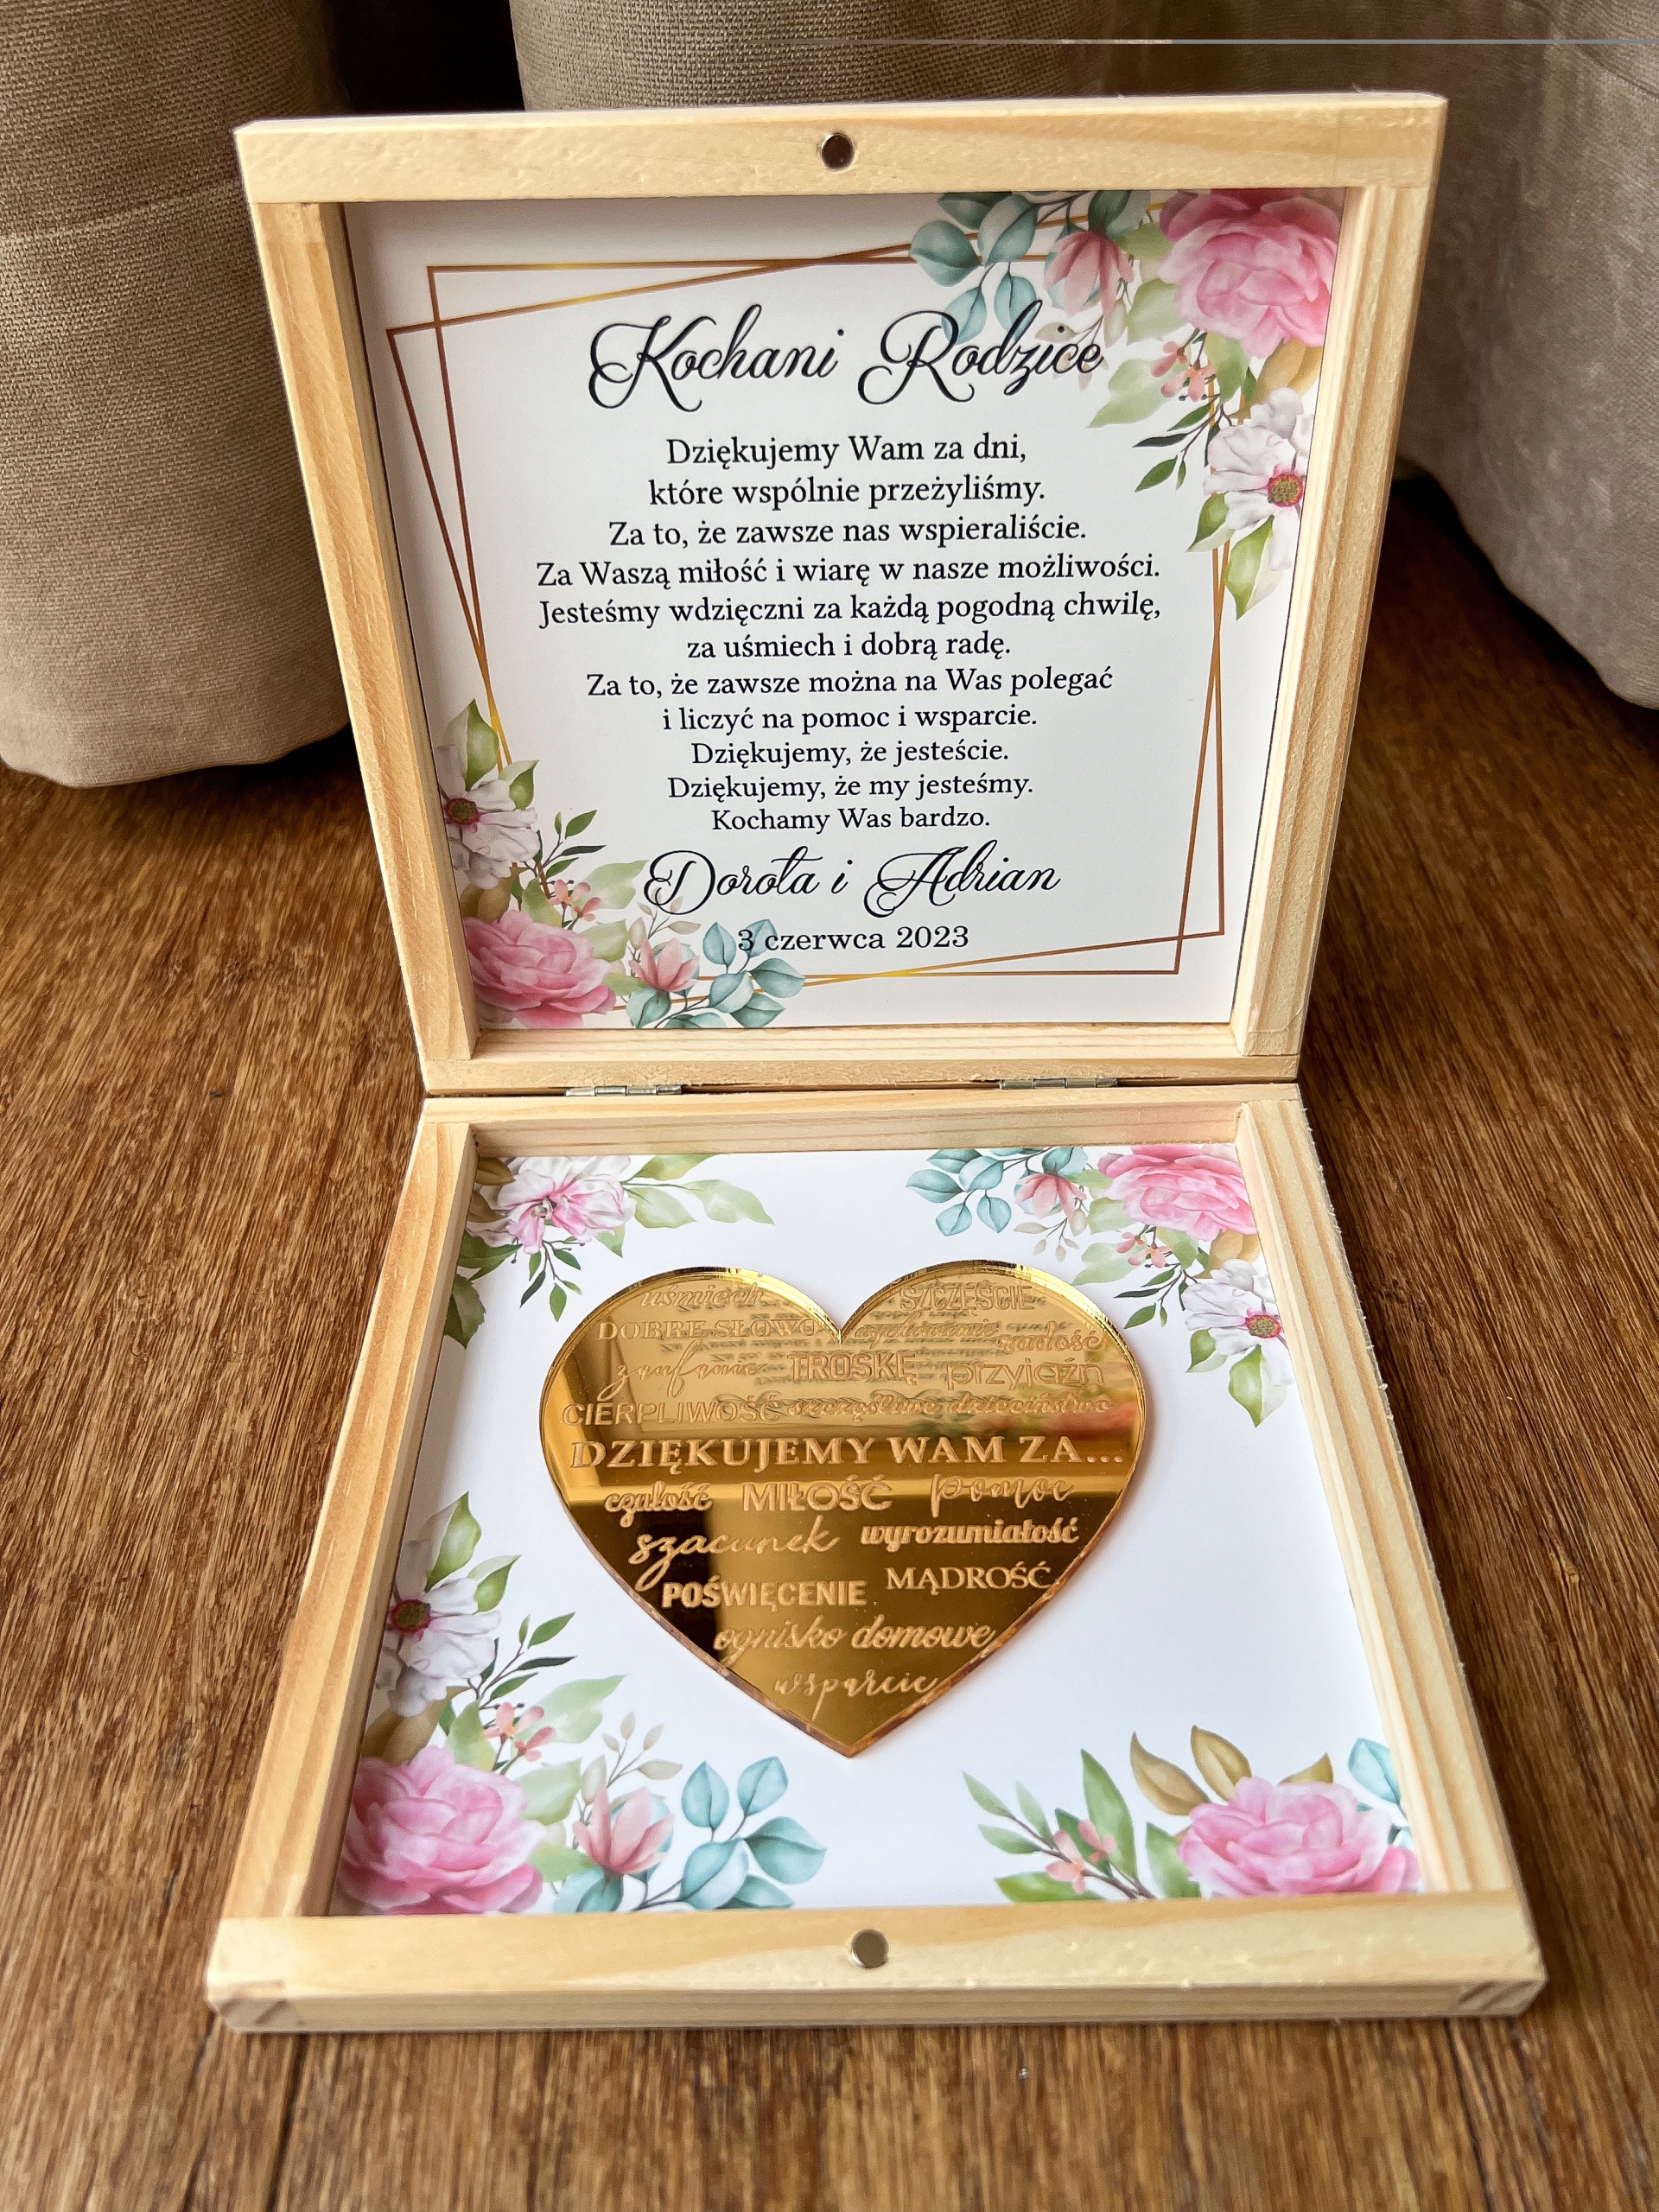 Kochani Rodzice
Dziękujemy Wam za dni,
które wspólnie przeżyliśmy.
Za to, że zawsze nas wspieraliście.
Za Waszą miłość i wiarę w nasze możliwości.
Jesteśmy wdzięczni za każdą pogodną chwilę,
za uśmiech i dobrą radę.
Za to, że zawsze można na Was polegać
i liczyć na pomoc i wsparcie.
Dziękujemy, że jesteście.
Dziękujemy, że my jesteśmy.
Kochamy Was bardzo.
Dorota i Adrian
3 czerwca 2023
uśmiech SZCZĘŚCIE
DOBRE SŁOWO wychowanie radość
zaufanie TROSKĘ przyjaźń
CIERPLIWOŚĆ szczęśliwe dzieciństwo
DZIĘKUJEMY WAM ZA...
czułość MIŁOŚĆ pomoc
szacunek wyrozumiałość
POŚWIĘCENIE MĄDROŚĆ
ognisko domowe
wsparcie